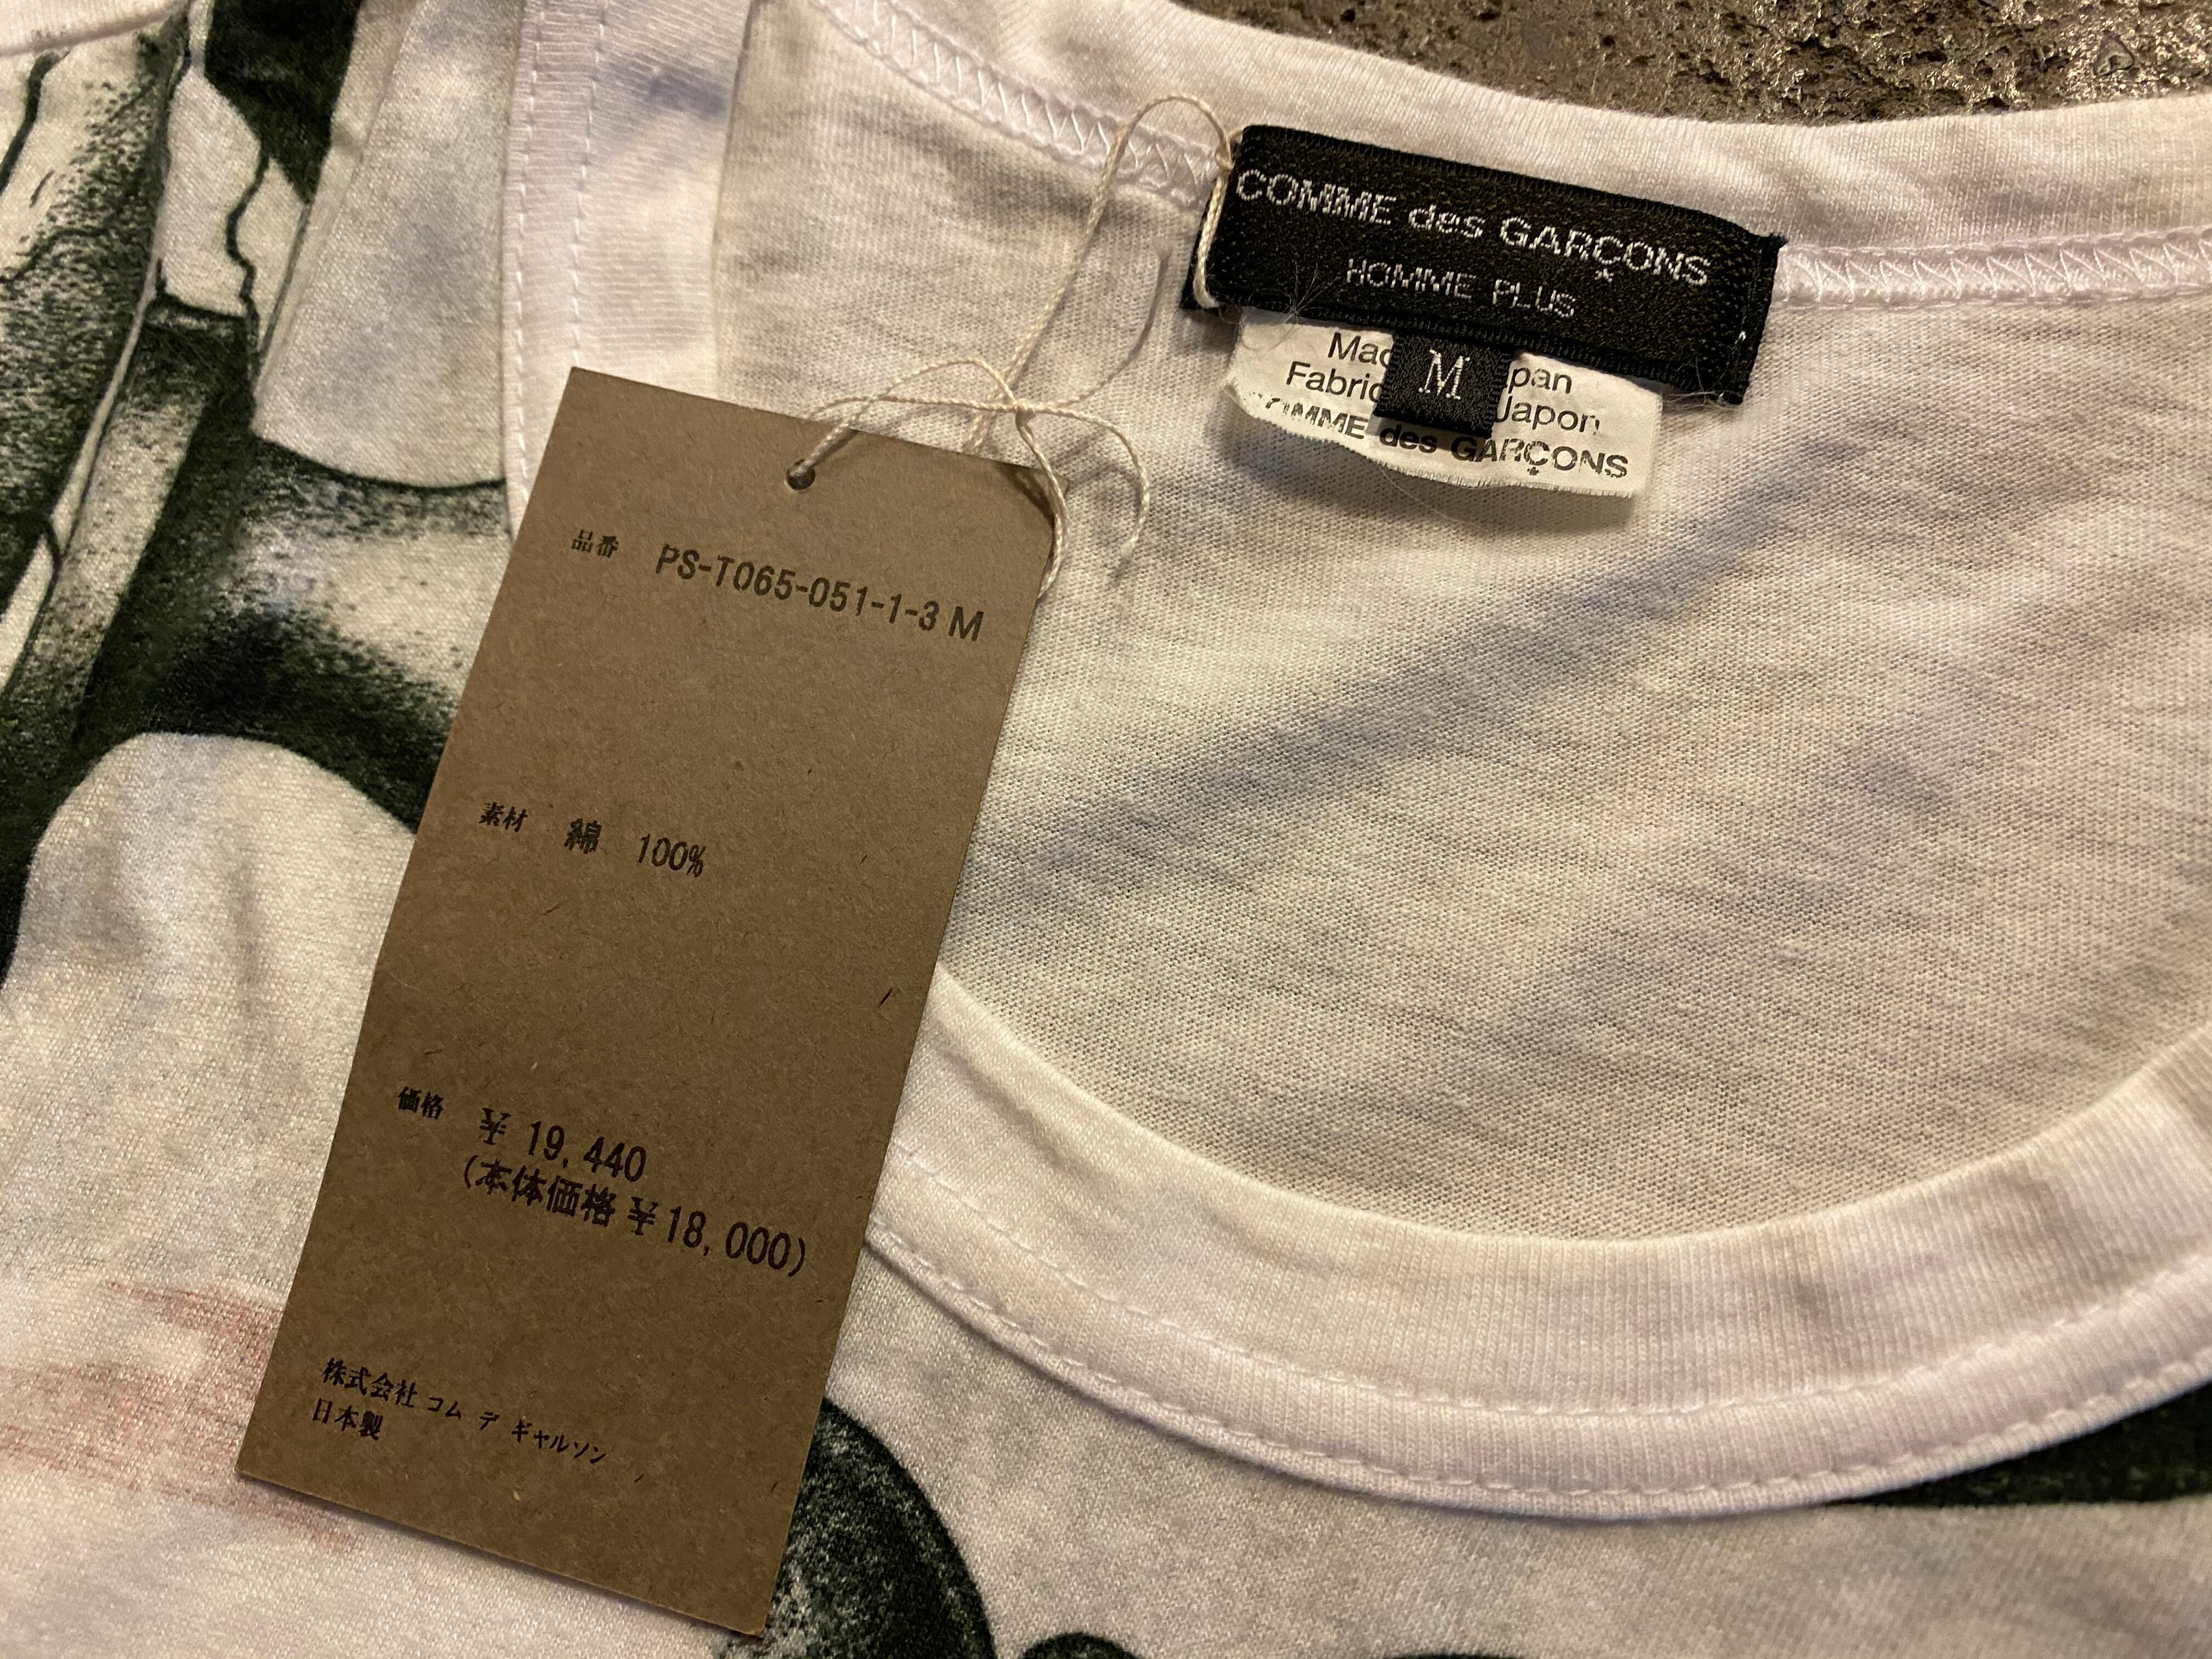 COMME des GARÇONS
HOMME PLUS
M
pan
Fabric
Japon
des GARÇONS
品番 PS-T065-051-1-3 M
素材 綿 100%
価格 ¥ 19,440
(本体価格 ¥ 18,000)
株式会社 コム デ ギャルソン
日本製